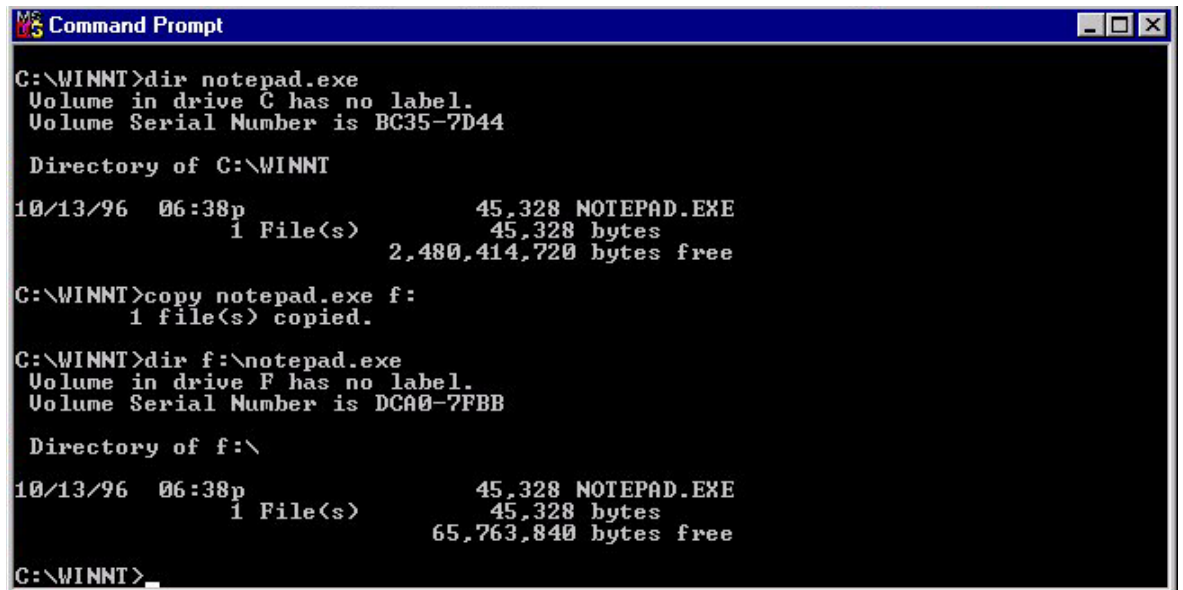 Command Prompt
C:\WINNT>dir notepad.exe
 Volume in drive C has no label.
 Volume Serial Number is BC35-7D44
 Directory of C:\WINNT
10/13/96  06:38p                45,328 NOTEPAD.EXE
               1 File(s)         45,328 bytes
                          2,480,414,720 bytes free
C:\WINNT>copy notepad.exe f:
        1 file(s) copied.
C:\WINNT>dir f:\notepad.exe
 Volume in drive F has no label.
 Volume Serial Number is DCA0-7FBB
 Directory of f:\
10/13/96  06:38p                45,328 NOTEPAD.EXE
               1 File(s)         45,328 bytes
                             65,763,840 bytes free
C:\WINNT>_